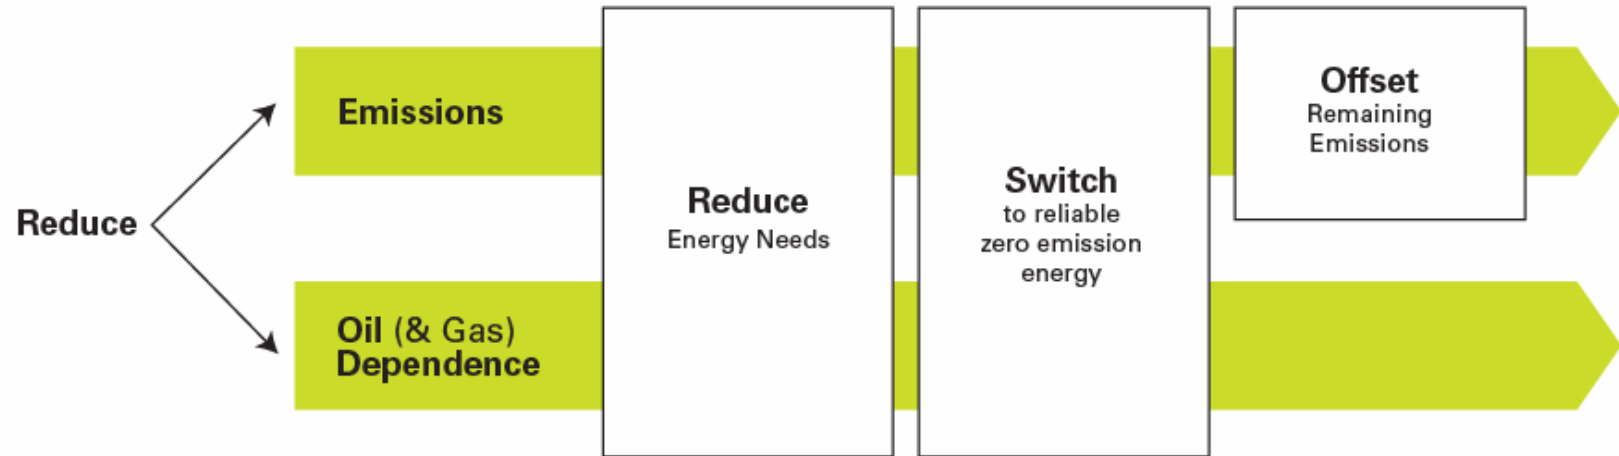 Reduce
Emissions
Oil (& Gas)
Dependence
Reduce
Energy Needs
Switch
to reliable
zero emission
energy
Offset
Remaining
Emissions